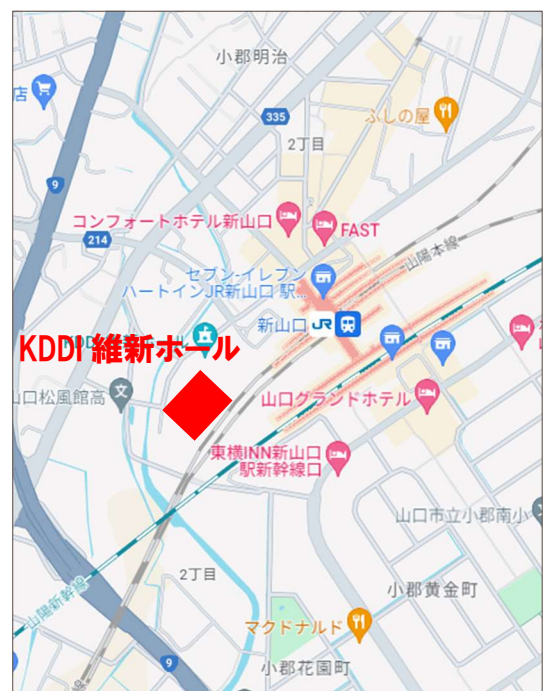 小郡明治
店
335
ふしの屋
2丁目
9
コンフォートホテル新山口
FAST
214
山陽本線
セブン-イレブン
ハートインJR新山口 駅...
新山口
JR
KDDI 維新ホール
山口松風館高
文
山口グランドホテル
東横INN新山口
駅新幹線口
山口市立小郡南小
2丁目
小郡黄金町
山陽新幹線
マクドナルド
9
小郡花園町